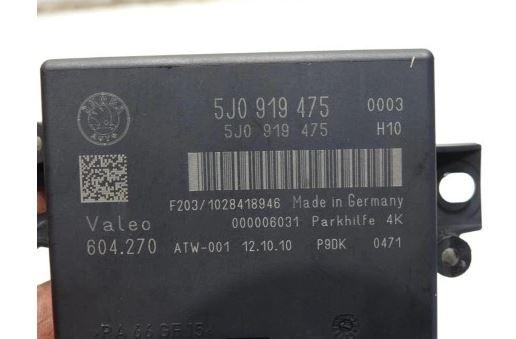 5J0 919 475 0003
5J0 919 475 H10
F203/1028418946 Made in Germany
Valeo 000006031 Parkhilfe 4K
604.270 ATW-001 12.10.10 P9DK 0471